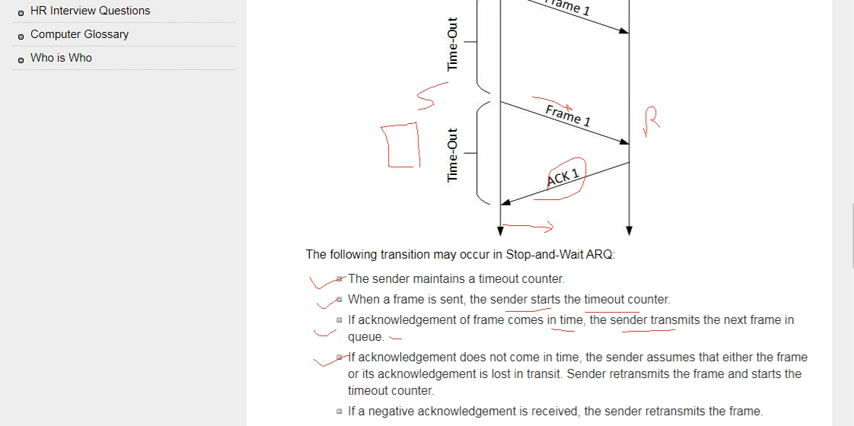 HR Interview Questions
Computer Glossary
Who is Who
Time-Out
Frame 1
S
Time-Out
Frame 1
R
ACK 1
The following transition may occur in Stop-and-Wait ARQ:
The sender maintains a timeout counter.
When a frame is sent, the sender starts the timeout counter.
If acknowledgement of frame comes in time, the sender transmits the next frame in
queue.
If acknowledgement does not come in time, the sender assumes that either the frame
or its acknowledgement is lost in transit. Sender retransmits the frame and starts the
timeout counter.
If a negative acknowledgement is received, the sender retransmits the frame.